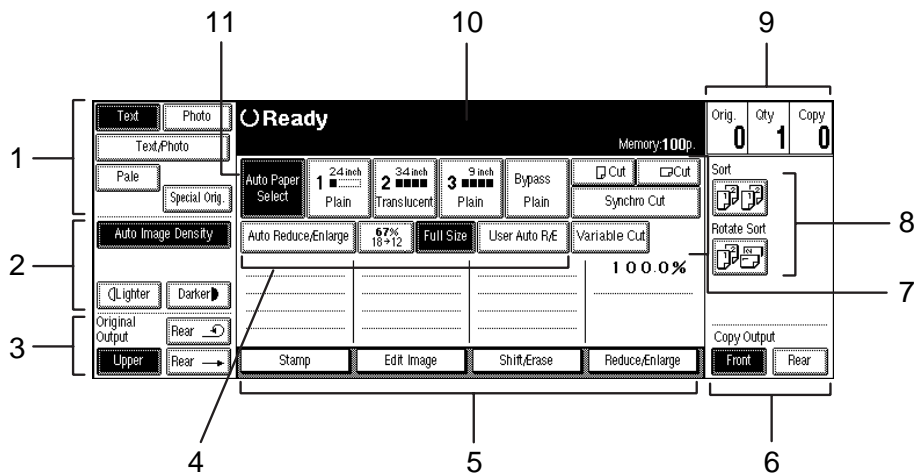 11
10
9
Text
Photo
Text/Photo
Pale
Special Orig.
Auto Image Density
Lighter
Darker
Original
Output
Rear
Upper
Rear
Ready
Memory:100p.
Auto Paper
Select
1
24 inch
Plain
2
34 inch
Translucent
3
9 inch
Plain
Bypass
Plain
Cut
Cut
Synchro Cut
Auto Reduce/Enlarge
67%
18→12
Full Size
User Auto R/E
Variable Cut
100.0%
Stamp
Edit Image
Shift/Erase
Reduce/Enlarge
Orig.
0
Qty
1
Copy
0
Sort
Rotate Sort
Copy Output
Front
Rear
1
2
3
8
7
4
5
6